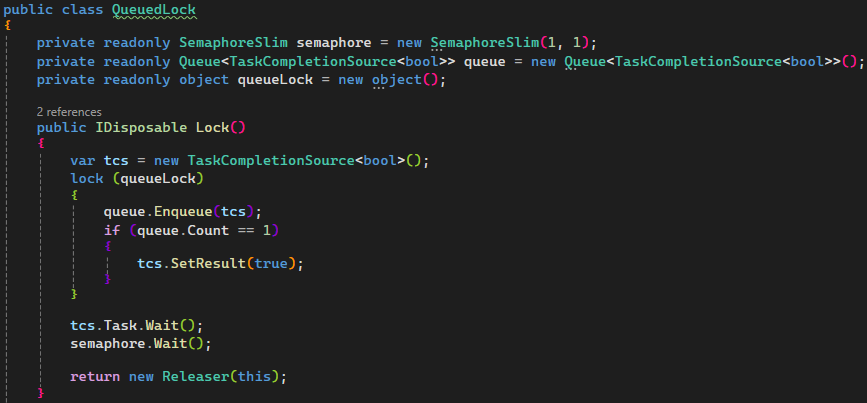 public class QueuedLock
{
    private readonly SemaphoreSlim semaphore = new SemaphoreSlim(1, 1);
    private readonly Queue<TaskCompletionSource<bool>> queue = new Queue<TaskCompletionSource<bool>>();
    private readonly object queueLock = new object();
    2 references
    public IDisposable Lock()
    {
        var tcs = new TaskCompletionSource<bool>();
        lock (queueLock)
        {
            queue.Enqueue(tcs);
            if (queue.Count == 1)
            {
                tcs.SetResult(true);
            }
        }
        tcs.Task.Wait();
        semaphore.Wait();
        return new Releaser(this);
    }